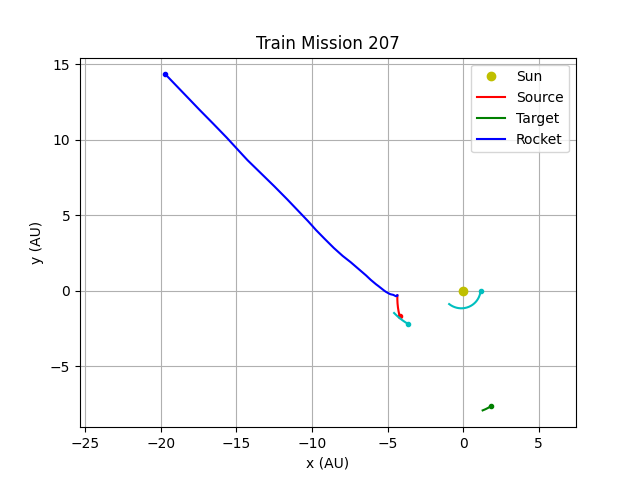 Train Mission 207
15
10
5
0
−5
y (AU)
−25
−20
−15
−10
−5
0
5
x (AU)
Sun
Source
Target
Rocket